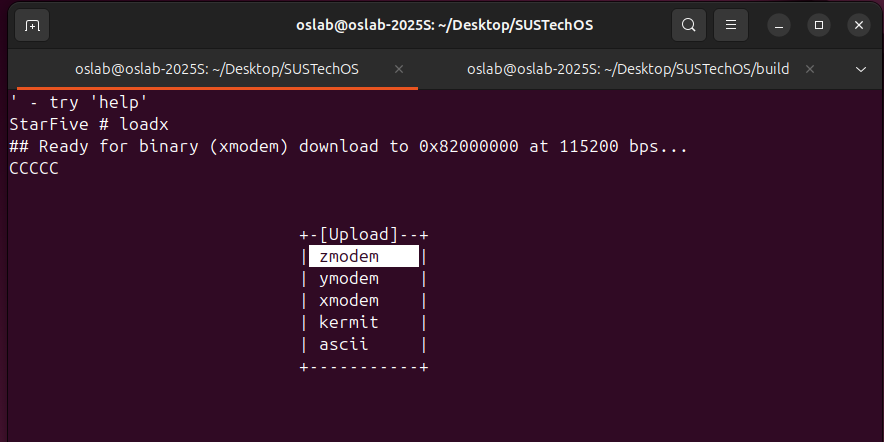 oslab@oslab-2025S: ~/Desktop/SUSTechOS
oslab@oslab-2025S: ~/Desktop/SUSTechOS
oslab@oslab-2025S: ~/Desktop/SUSTechOS/build
' - try 'help'
StarFive # loadx
## Ready for binary (xmodem) download to 0x82000000 at 115200 bps...
CCCCC
+-[Upload]--+
| zmodem    |
| ymodem    |
| xmodem    |
| kermit    |
| ascii     |
+-----------+